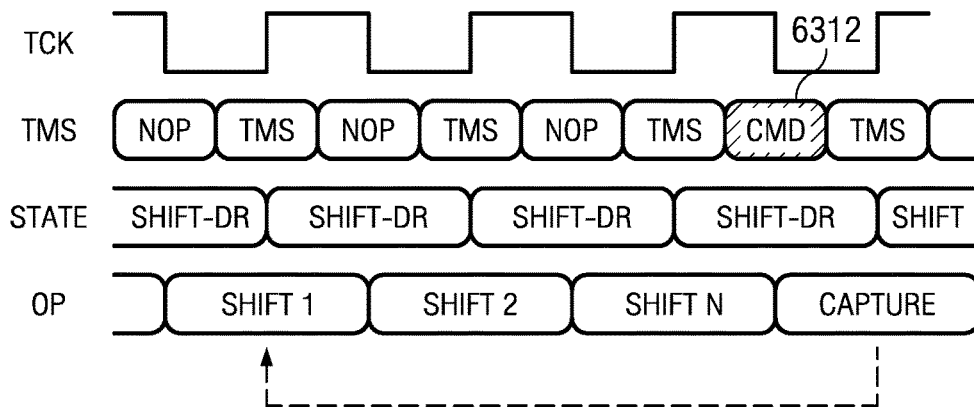 6312
TCK
TMS NOP TMS NOP TMS NOP TMS CMD TMS
STATE SHIFT-DR SHIFT-DR SHIFT-DR SHIFT-DR SHIFT
OP SHIFT 1 SHIFT 2 SHIFT N CAPTURE